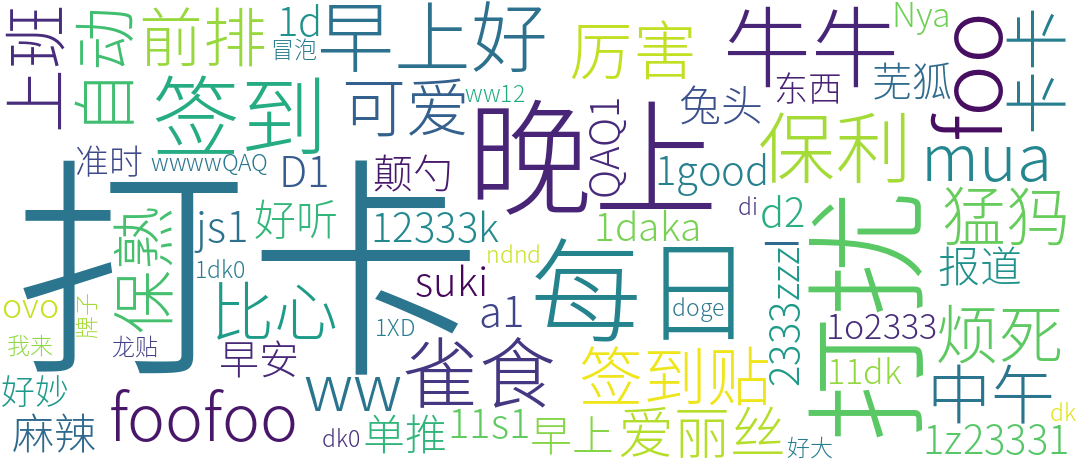 上班
自动
前排
1d
冒泡
早上好
厉害
牛牛
Nya
foo
卡卡
签到
可爱
ww12
兔头
东西
芜狐
准时
wwwwQAQ
D1
颠勺
晚上
QAQ1
1good
保利
mua
打卡
保熟
js1
好听
12333k
1daka
di
d2
猛犸
1dk0
suki
ndnd
每日
2333zzzl
打扰
报道
ovo
牌子
比心
1XD
a1
doge
1o2333
烦死
我来
龙贴
早安
雀食
签到贴
11dk
中午
好妙
foofoo
ww
dk
麻辣
dk0
单推
11s1
早上
爱丽丝
好大
1z23331